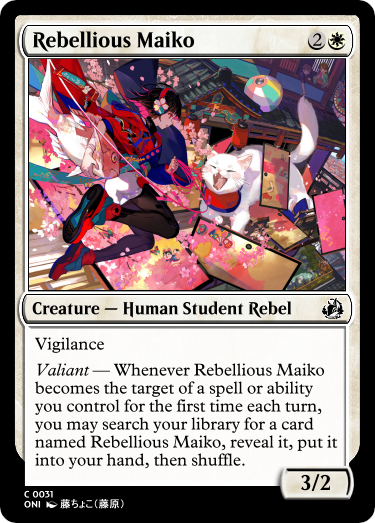 Rebellious Maiko 2
Creature — Human Student Rebel
Vigilance
Valiant — Whenever Rebellious Maiko
becomes the target of a spell or ability
you control for the first time each turn,
you may search your library for a card
named Rebellious Maiko, reveal it, put it
into your hand, then shuffle.
3/2
C 0031
ONI 藤ちょこ(藤原)